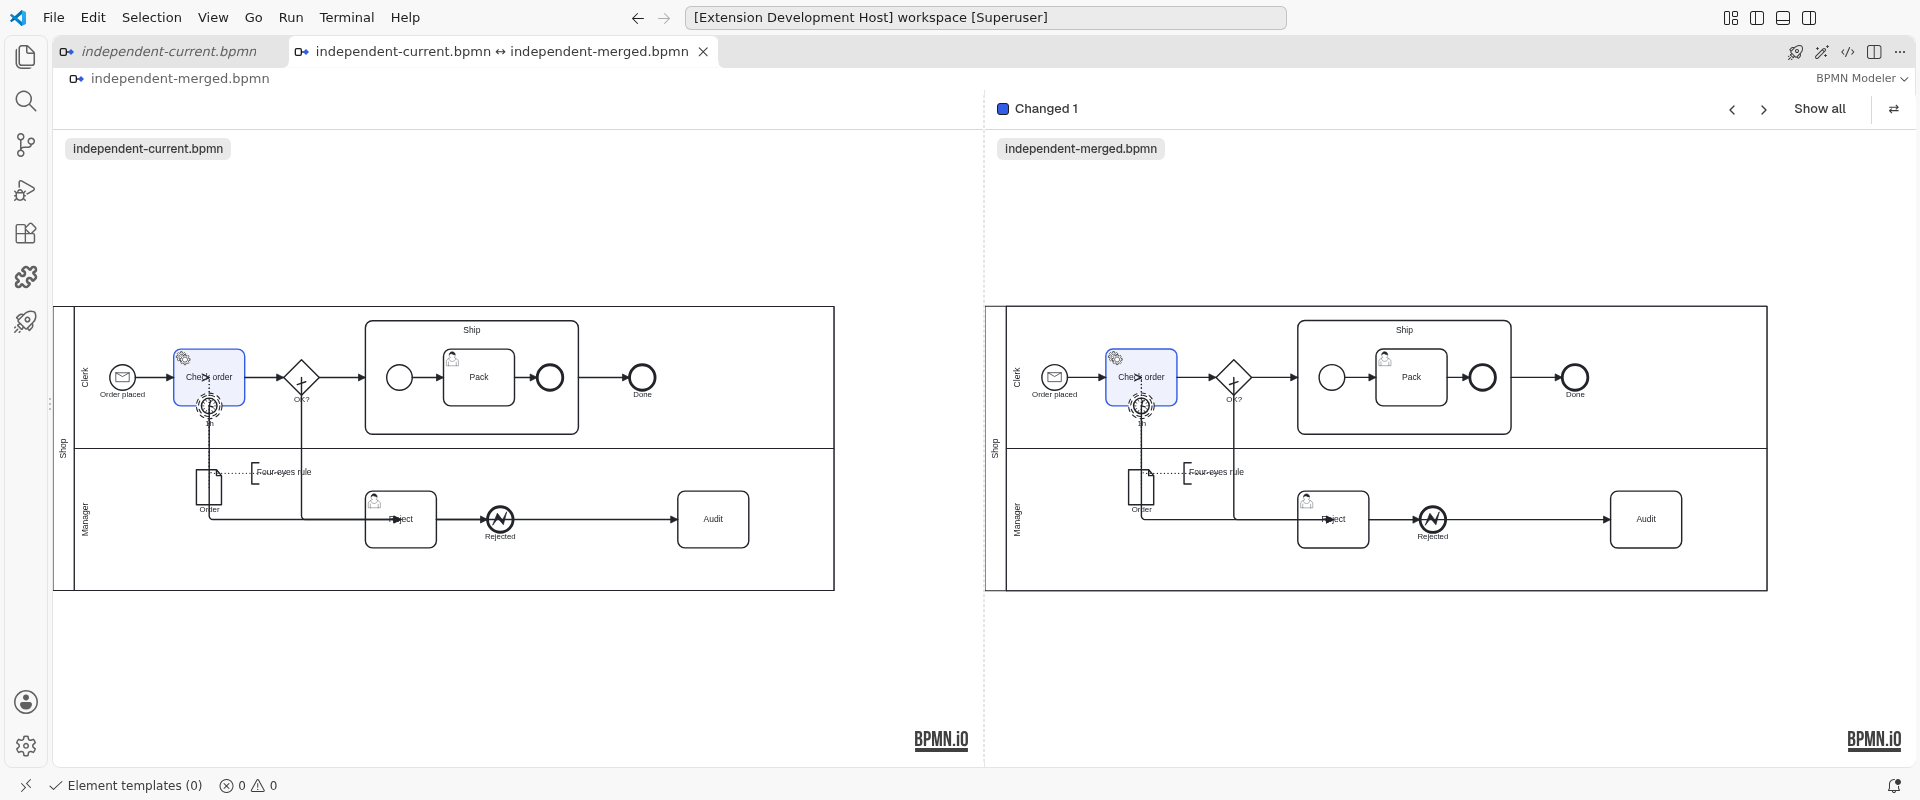 File Edit Selection View Go Run Terminal Help
[Extension Development Host] workspace [Superuser]
independent-current.bpmn
independent-current.bpmn ↔ independent-merged.bpmn
independent-merged.bpmn
BPMN Modeler
Changed 1
Show all
independent-current.bpmn
Shop
Clerk
Manager
Order placed
Check order
1h
OK?
Ship
Pack
Done
Four-eyes rule
Order
Reject
Rejected
Audit
BPMN.iO
independent-merged.bpmn
Shop
Clerk
Manager
Order placed
Check order
1h
OK?
Ship
Pack
Done
Four-eyes rule
Order
Reject
Rejected
Audit
BPMN.iO
Element templates (0)
0
0